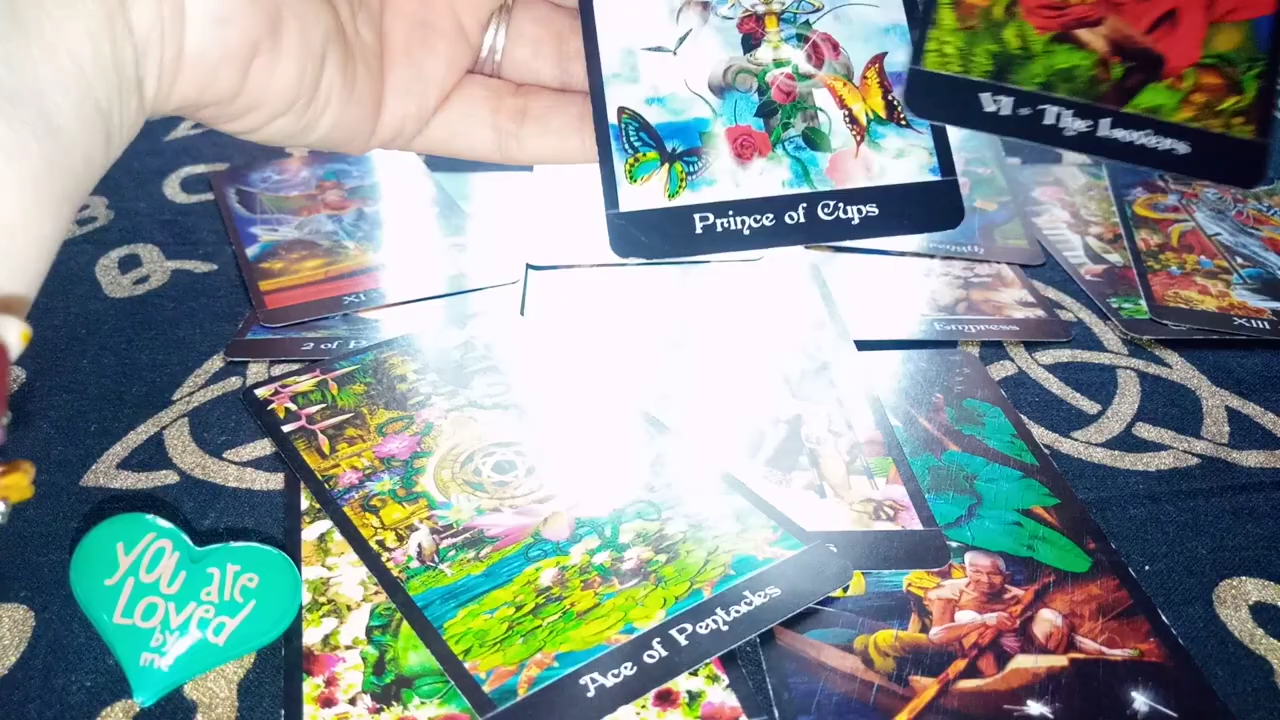 VI - The Lovers
Prince of Cups
XI
2 of P
Strength
Empress
XIII
Ace of Pentacles
you are
Loved
by
me